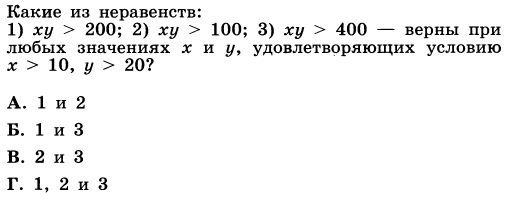 Какие из неравенств:
1) xy > 200; 2) xy > 100; 3) xy > 400 — верны при
любых значениях x и y, удовлетворяющих условию
x > 10, y > 20?
А. 1 и 2
Б. 1 и 3
В. 2 и 3
Г. 1, 2 и 3